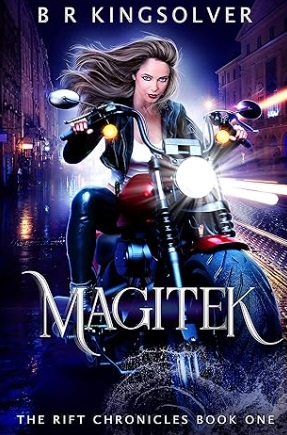 B R KINGSOLVER
MAGITEK
THE RIFT CHRONICLES BOOK ONE